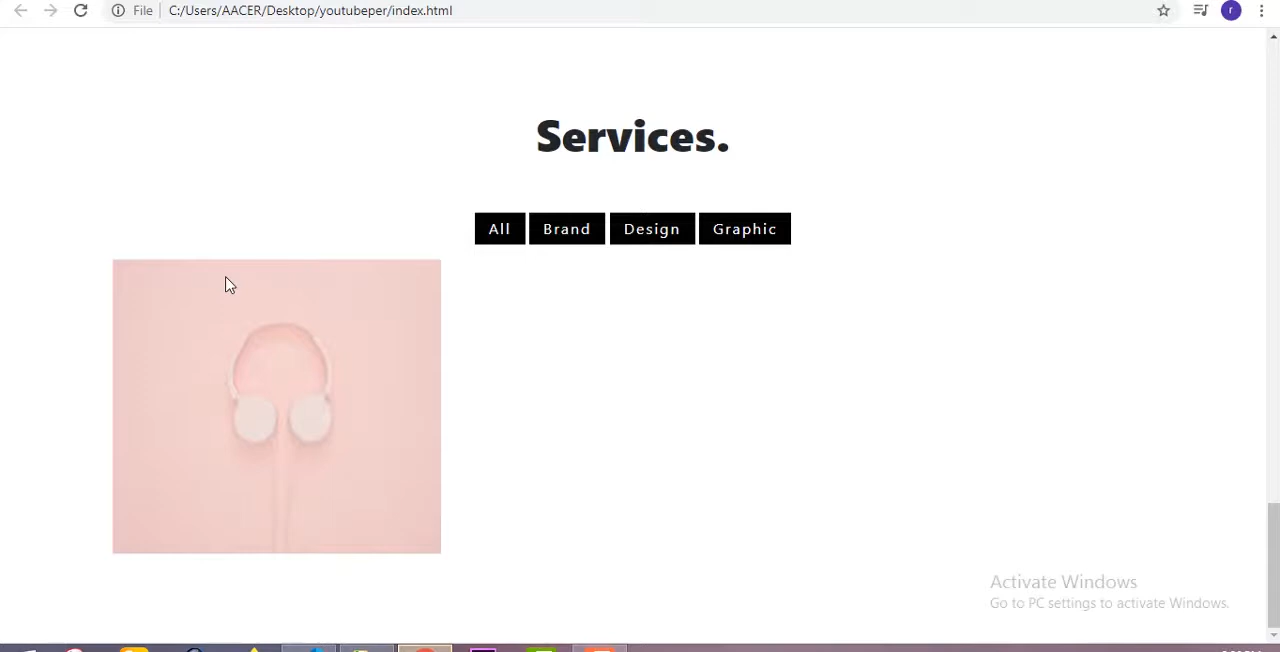 File C:/Users/AACER/Desktop/youtubeper/index.html
r
Services.
All Brand Design Graphic
Activate Windows
Go to PC settings to activate Windows.